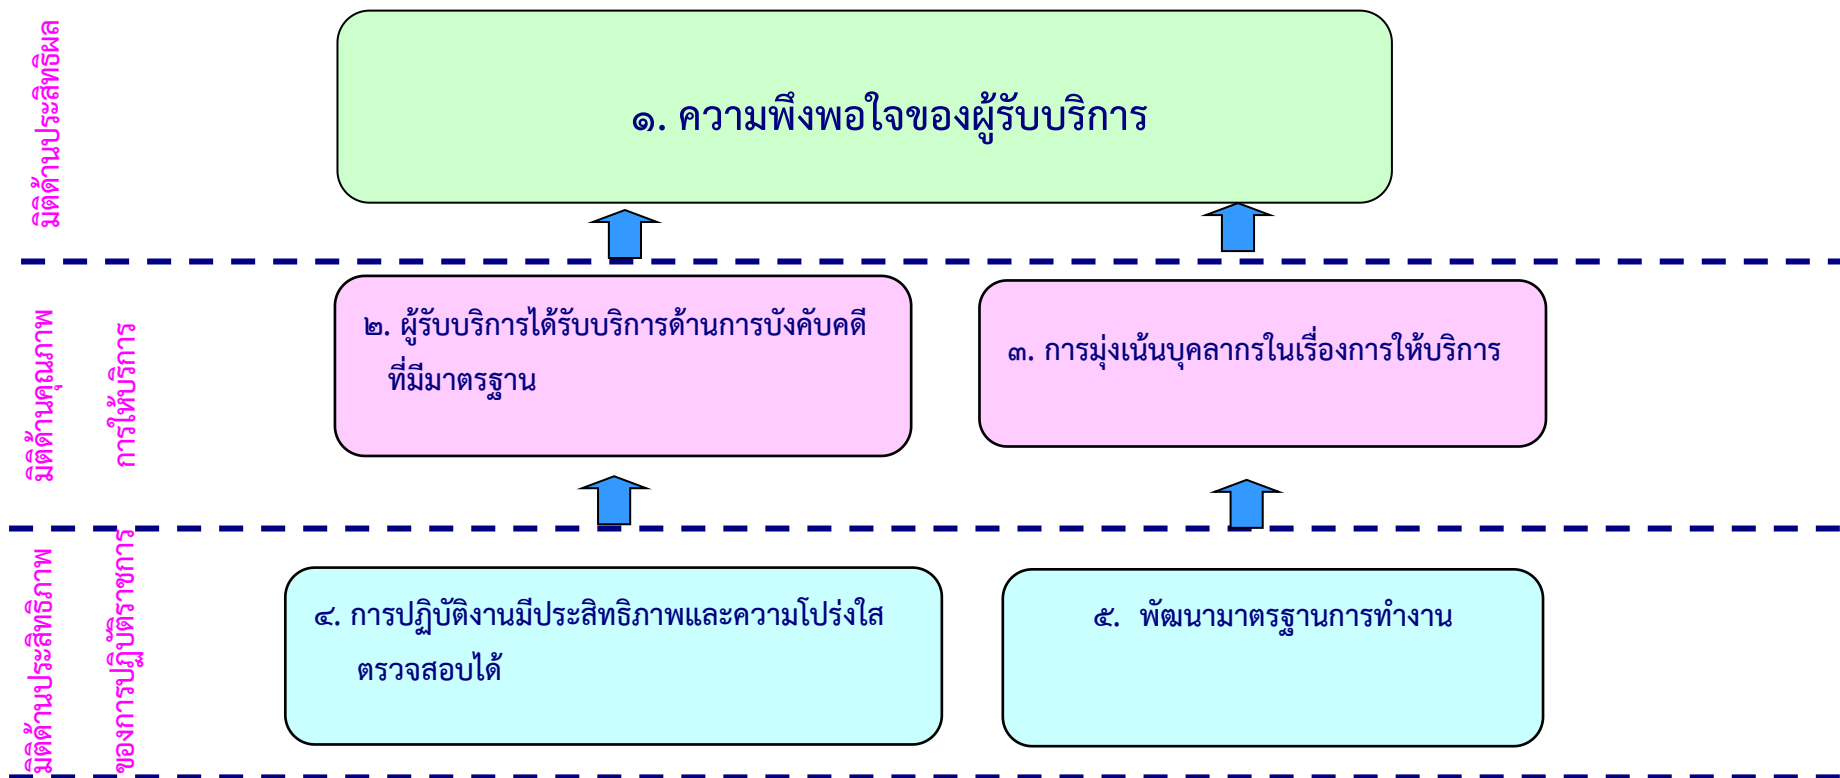 มิติด้านประสิทธิผล
๑. ความพึงพอใจของผู้รับบริการ
มิติด้านคุณภาพ
การให้บริการ
๒. ผู้รับบริการได้รับบริการด้านการบังคับคดี
ที่มีมาตรฐาน
๓. การมุ่งเน้นบุคลากรในเรื่องการให้บริการ
มิติด้านประสิทธิภาพ
ของการปฏิบัติราชการ
๔. การปฏิบัติงานมีประสิทธิภาพและความโปร่งใส
ตรวจสอบได้
๕. พัฒนามาตรฐานการทำงาน